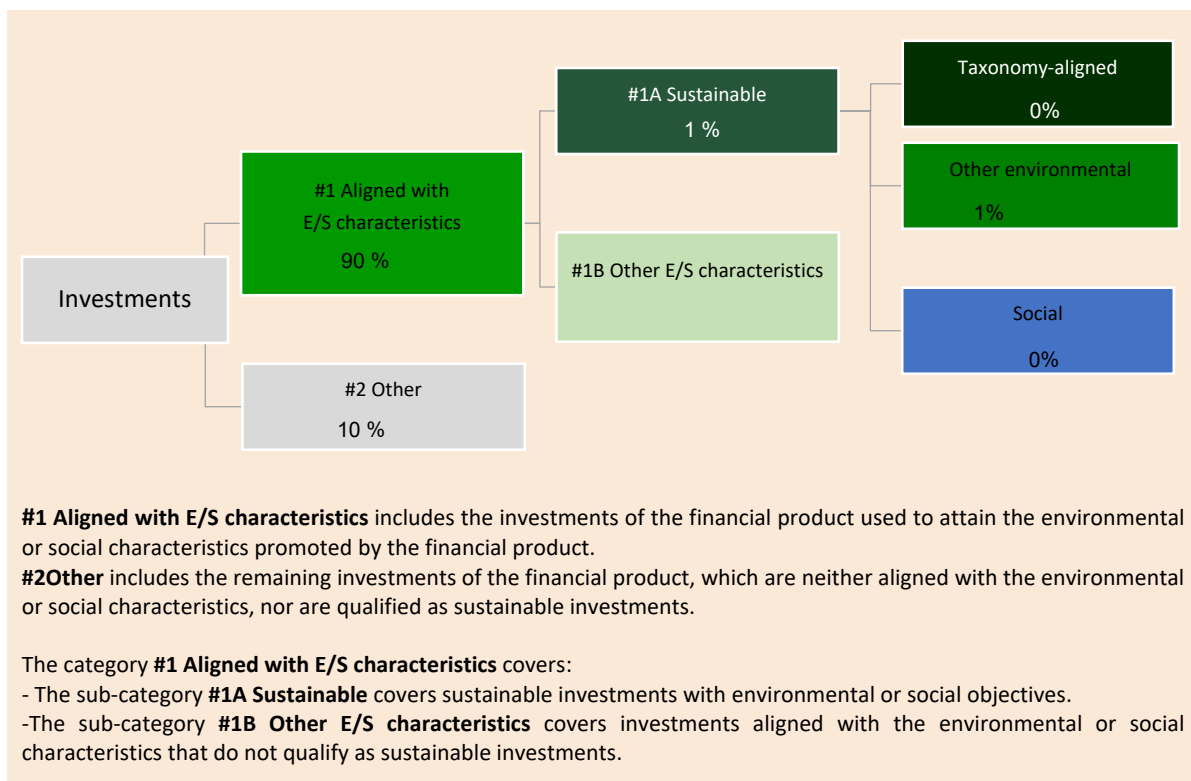 Investments
#1 Aligned with
E/S characteristics
90 %
#2 Other
10 %
#1A Sustainable
1 %
#1B Other E/S characteristics
Taxonomy-aligned
0%
Other environmental
1%
Social
0%
#1 Aligned with E/S characteristics includes the investments of the financial product used to attain the environmental
or social characteristics promoted by the financial product.
#2Other includes the remaining investments of the financial product, which are neither aligned with the environmental
or social characteristics, nor are qualified as sustainable investments.
The category #1 Aligned with E/S characteristics covers:
- The sub-category #1A Sustainable covers sustainable investments with environmental or social objectives.
-The sub-category #1B Other E/S characteristics covers investments aligned with the environmental or social
characteristics that do not qualify as sustainable investments.